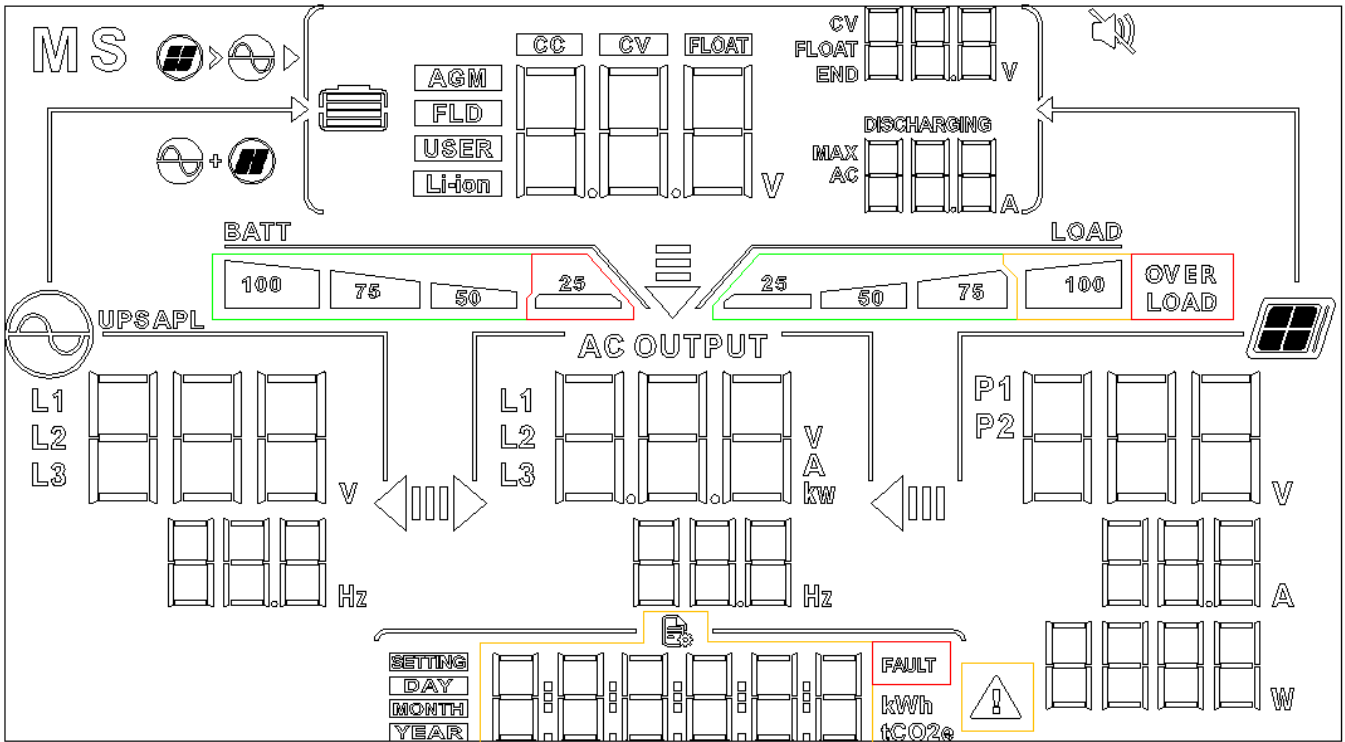 M S
CC CV FLOAT
AGM
FLD
USER
Li-ion
V
CV
FLOAT
END
V
DISCHARGING
MAX
AC
A
BATT
LOAD
100 75 50 25
25 50 75 100
OVER
LOAD
UPS APL
AC OUTPUT
L1
L2
L3
V
Hz
L1
L2
L3
V
A
kw
Hz
P1
P2
V
A
W
SETTING
DAY
MONTH
YEAR
FAULT
kWh
tCO2e